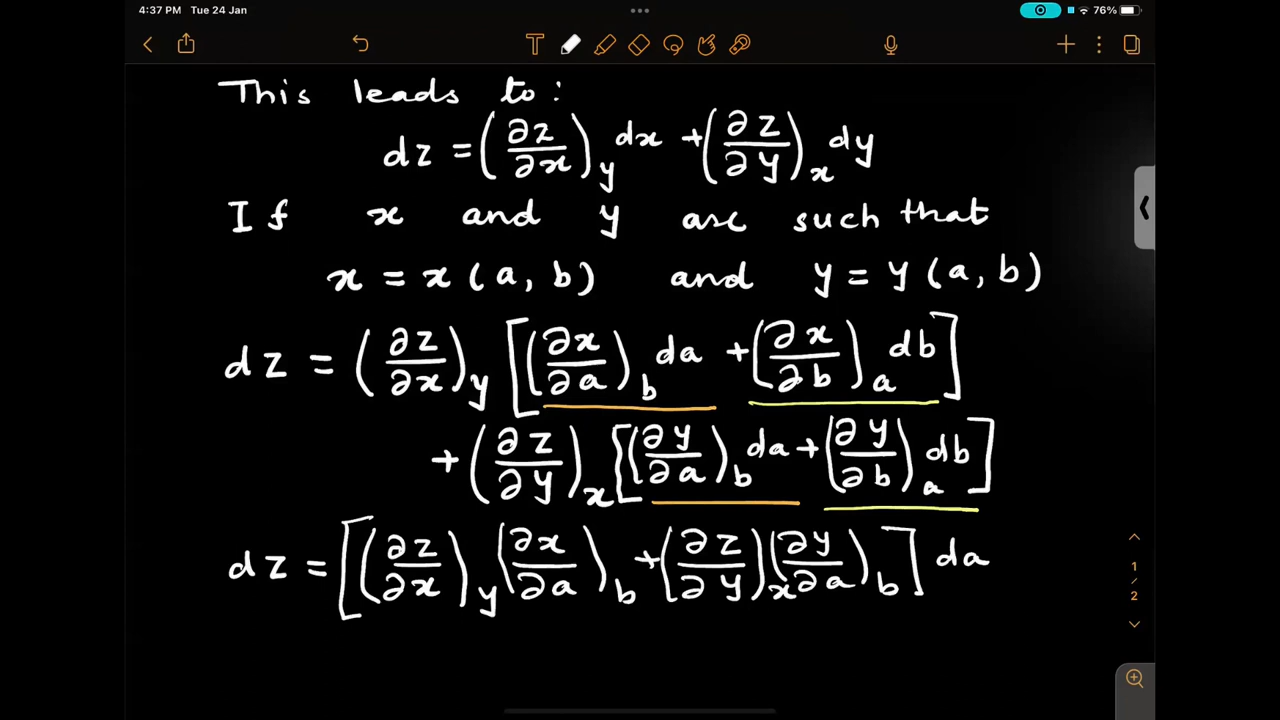 4:37 PM Tue 24 Jan
76%
This leads to:
dz = (∂z/∂x)_y dx + (∂z/∂y)_x dy
If x and y are such that
x = x(a, b) and y = y(a, b)
dz = (∂z/∂x)_y [(∂x/∂a)_b da + (∂x/∂b)_a db]
+ (∂z/∂y)_x [(∂y/∂a)_b da + (∂y/∂b)_a db]
dz = [(∂z/∂x)_y (∂x/∂a)_b + (∂z/∂y)_x (∂y/∂a)_b] da
1
/
2